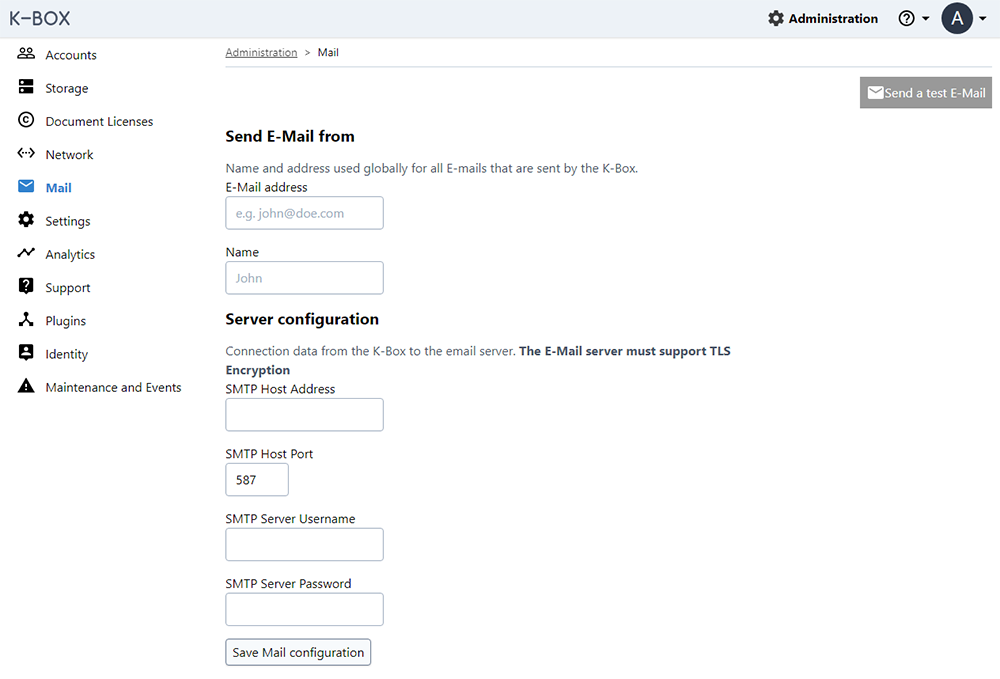 K-BOX
Administration
A
Accounts
Storage
Document Licenses
Network
Mail
Settings
Analytics
Support
Plugins
Identity
Maintenance and Events
Administration > Mail
Send a test E-Mail
Send E-Mail from
Name and address used globally for all E-mails that are sent by the K-Box.
E-Mail address
e.g. john@doe.com
Name
John
Server configuration
Connection data from the K-Box to the email server. The E-Mail server must support TLS
Encryption
SMTP Host Address
SMTP Host Port
587
SMTP Server Username
SMTP Server Password
Save Mail configuration